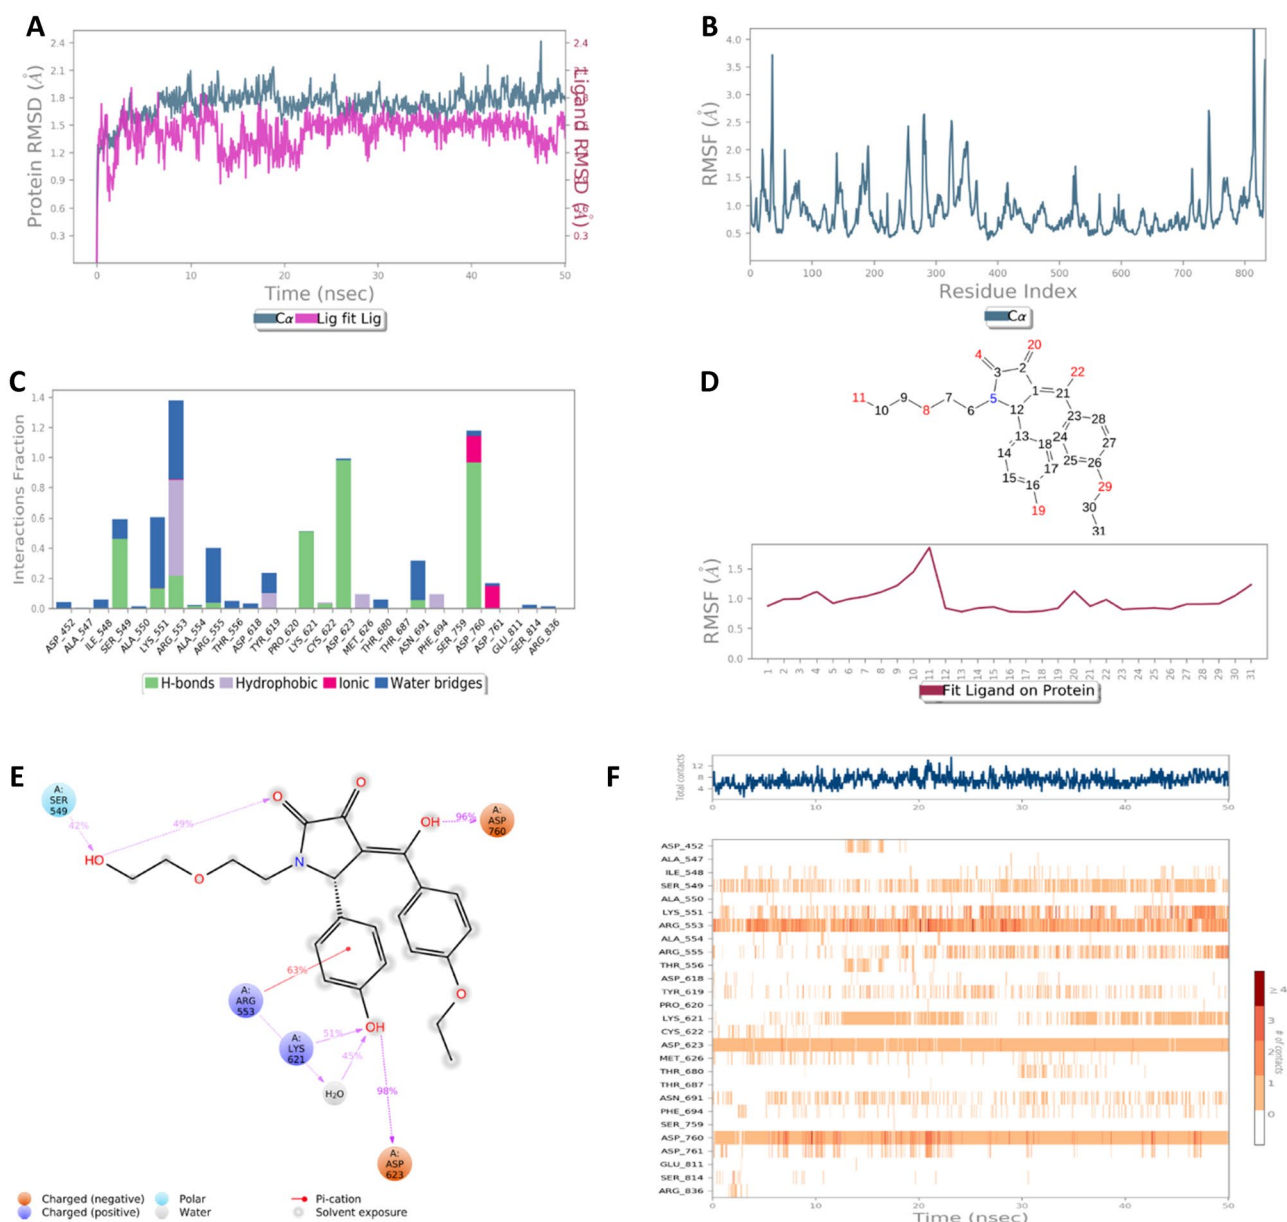 A
Protein RMSD (Å)
2.4
2.1
1.8
1.5
1.2
0.9
0.6
0.3
0
10
20
30
40
50
2.4
0.3
Ligand RMSD (Å)
Time (nsec)
Cα Lig fit Lig
B
RMSF (Å)
4.0
3.5
3.0
2.5
2.0
1.5
1.0
0.5
0 100 200 300 400 500 600 700 800
Residue Index
Cα
C
Interactions Fraction
1.4
1.2
1.0
0.8
0.6
0.4
0.2
0.0
ASP_452
ALA_547
ILE_548
SER_549
ALA_550
LYS_551
ARG_553
ALA_554
ARG_555
THR_556
ASP_618
TYR_619
PRO_620
LYS_621
CYS_622
ASP_623
MET_626
THR_680
THR_687
ASN_691
PHE_694
SER_759
ASP_760
ASP_761
GLU_811
SER_814
ARG_836
H-bonds Hydrophobic Ionic Water bridges
D
20
4
3 2 22
11 9 7 5 1 21
10 8 6 12 23 28
13 18 24 27
14 25 26
15 16 17 29
19 30
31
RMSF (Å)
1.5
1.0
0.5
0.0
1 2 3 4 5 6 7 8 9 10 11 12 13 14 15 16 17 18 19 20 21 22 23 24 25 26 27 28 29 30 31
Fit Ligand on Protein
E
A:
SER
549
42%
49%
HO
O
O
O
N
OH
96%
A:
ASP
760
63%
A:
ARG
553
A:
LYS
621
51%
45%
OH
O
H₂O
98%
A:
ASP
623
Charged (negative)
Charged (positive)
Polar
Water
Pi-cation
Solvent exposure
F
Total contacts
12
8
4
0 10 20 30 40 50
ASP_452
ALA_547
ILE_548
SER_549
ALA_550
LYS_551
ARG_553
ALA_554
ARG_555
THR_556
ASP_618
TYR_619
PRO_620
LYS_621
CYS_622
ASP_623
MET_626
THR_680
THR_687
ASN_691
PHE_694
SER_759
ASP_760
ASP_761
GLU_811
SER_814
ARG_836
0 10 20 30 40 50
Time (nsec)
≥4
3
2
1
0
# of contacts